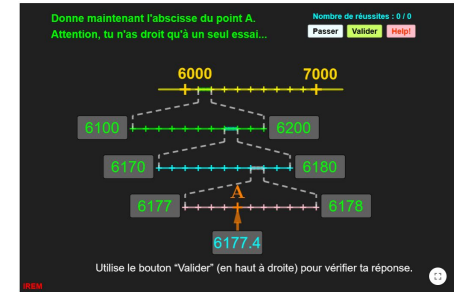 Donne maintenant l'abscisse du point A.
Attention, tu n'as droit qu'à un seul essai...
Nombre de réussites : 0 / 0
Passer Valider Help!
6000 7000
6100 6200
6170 6180
A
6177 6178
6177.4
Utilise le bouton "Valider" (en haut à droite) pour vérifier ta réponse.
IREM